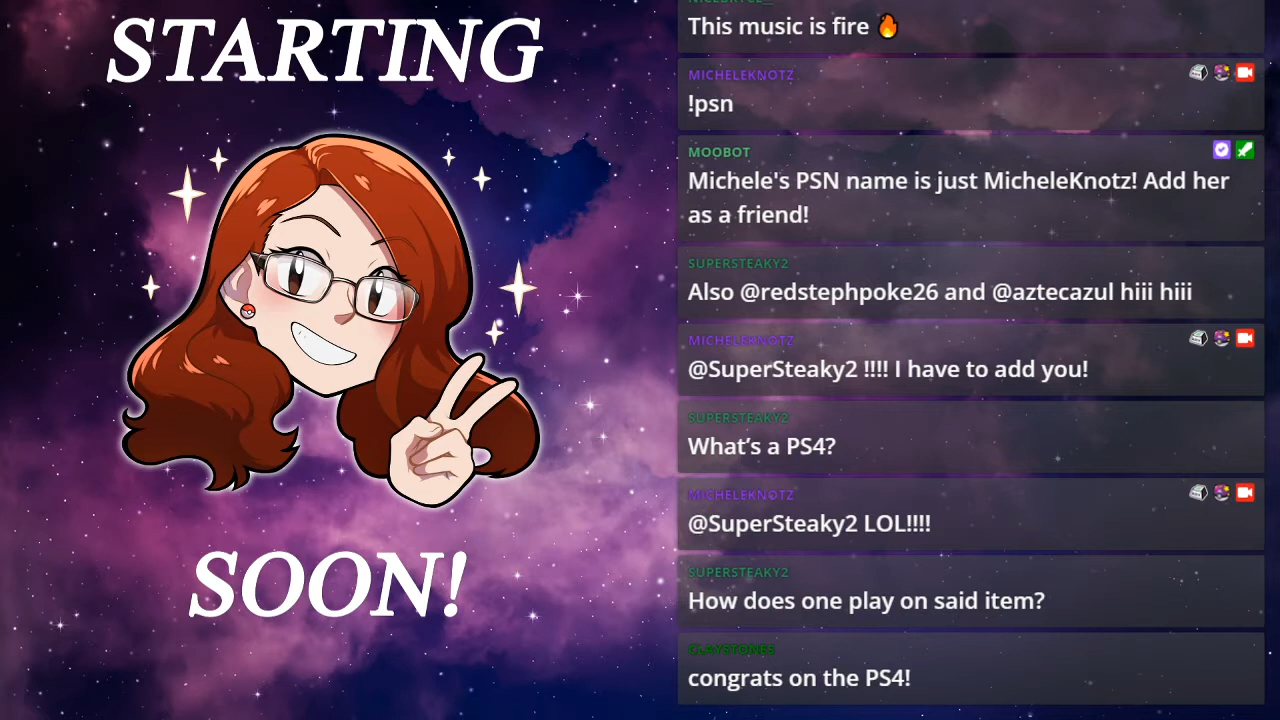 STARTING
SOON!
This music is fire 🔥
MICHELEKNOTZ
!psn
MOOBOT
Michele's PSN name is just MicheleKnotz! Add her
as a friend!
SUPERSTEAKY2
Also @redstephpoke26 and @aztecazul hiii hiii
MICHELEKNOTZ
@SuperSteaky2 !!!! I have to add you!
SUPERSTEAKY2
What’s a PS4?
MICHELEKNOTZ
@SuperSteaky2 LOL!!!!
SUPERSTEAKY2
How does one play on said item?
CLAYSTONES
congrats on the PS4!